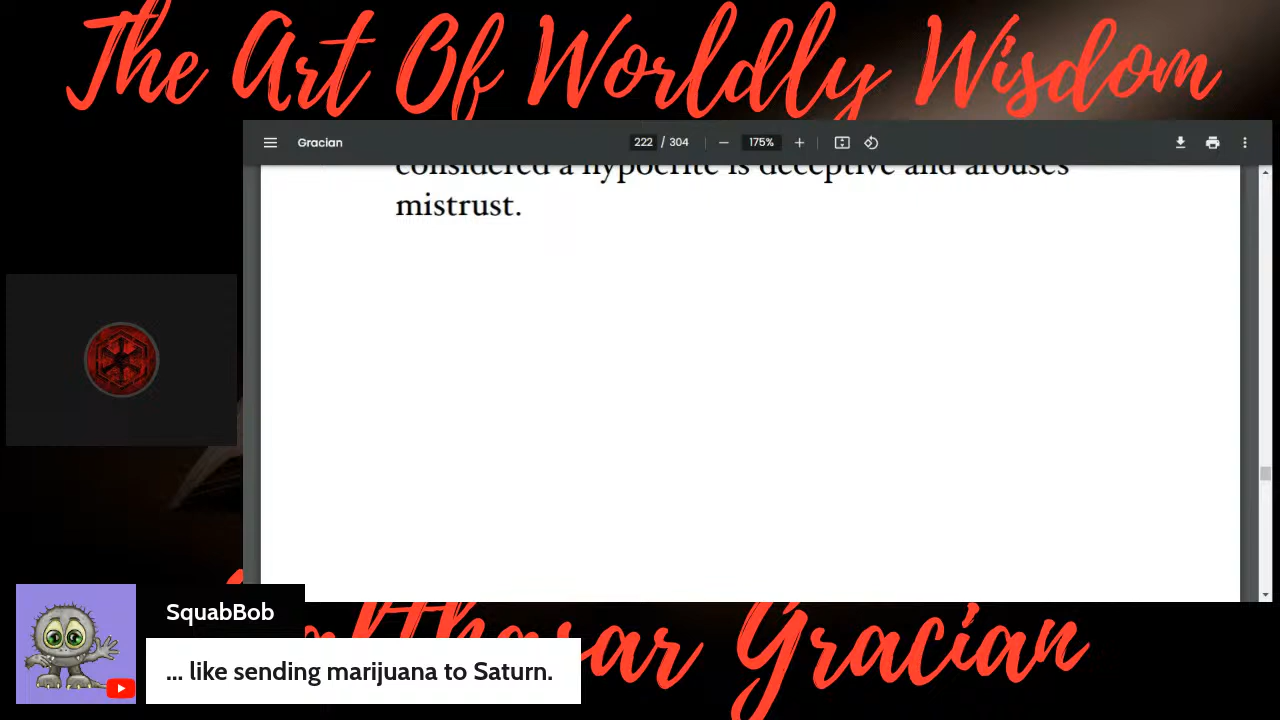 The Art Of Worldly Wisdom
Gracian
222 / 304
175%
considered a hypocrite is deceptive and arouses
mistrust.
SquabBob
... like sending marijuana to Saturn.
Gracian